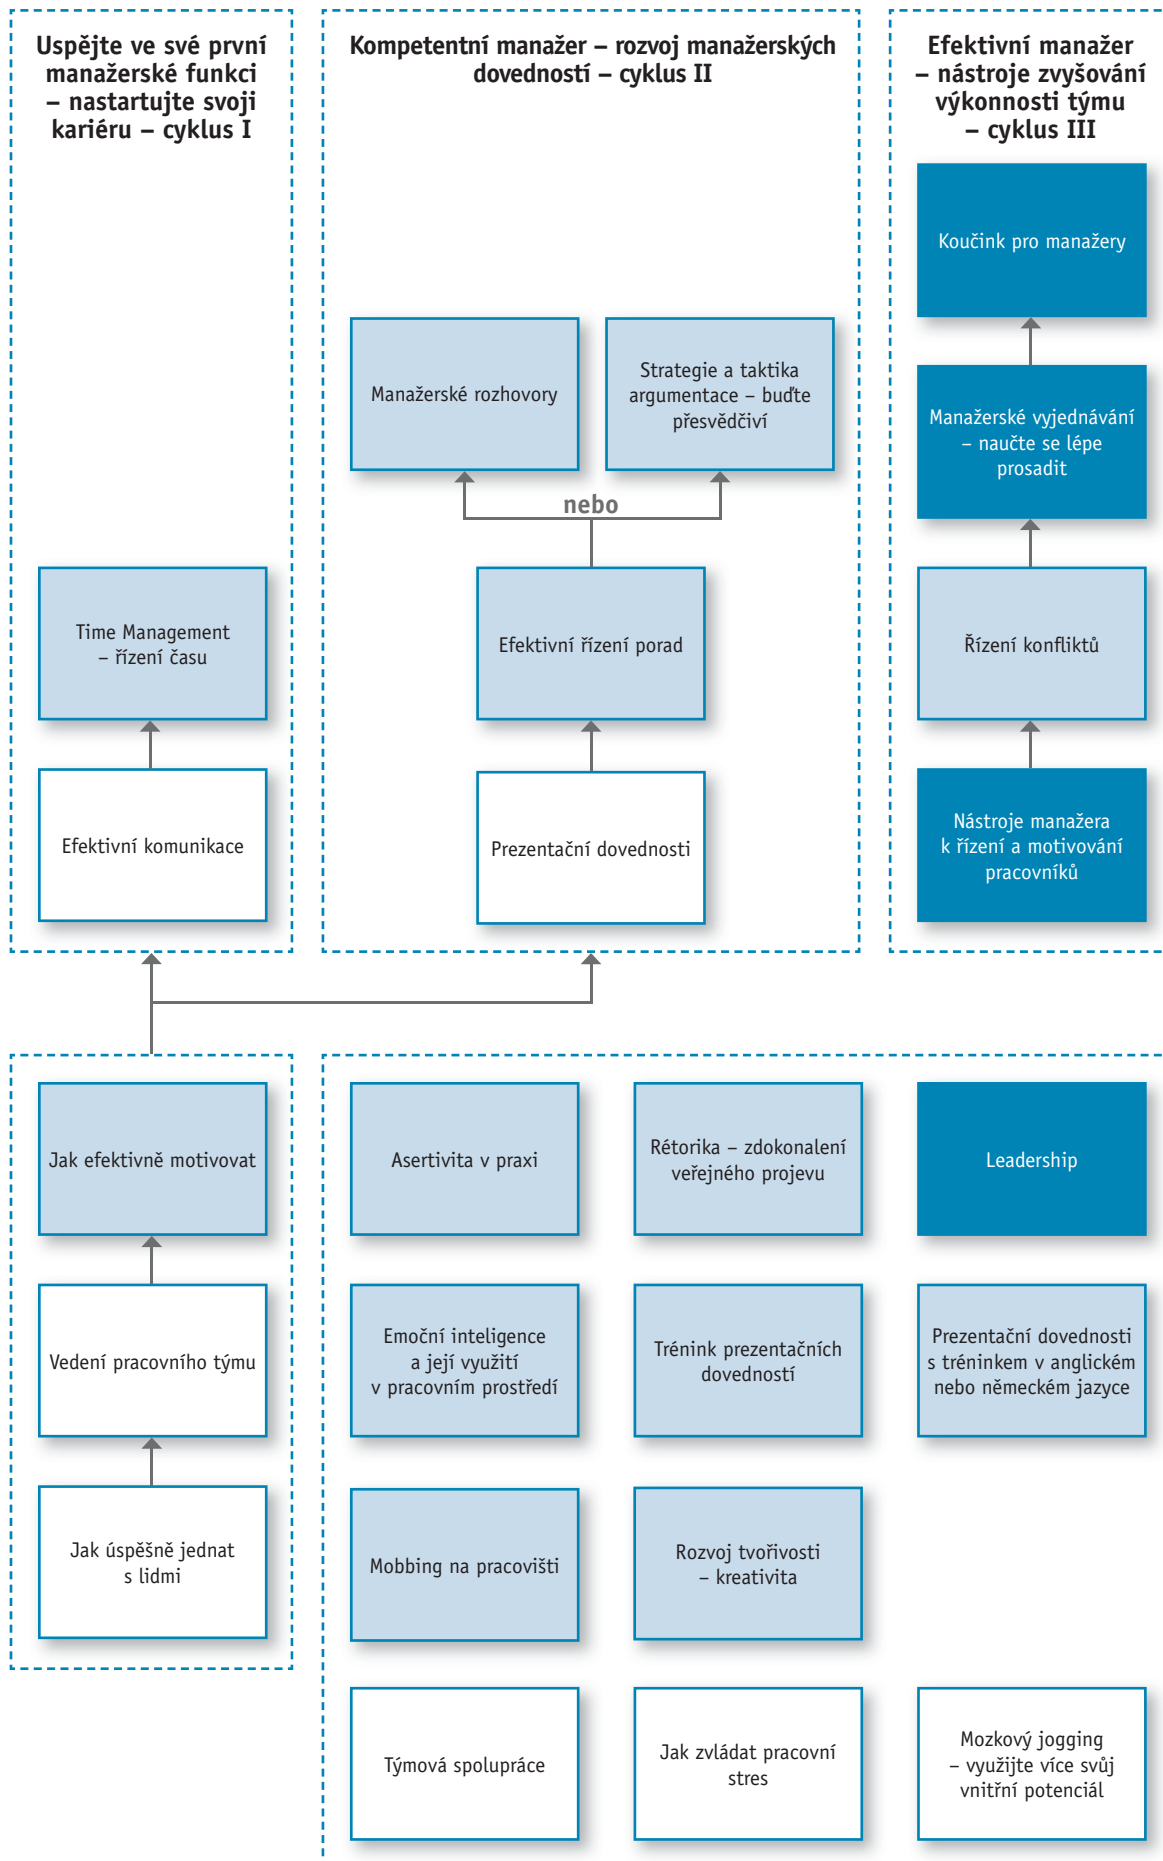 Uspějte ve své první
manažerské funkci
– nastartujte svoji
kariéru – cyklus I
Kompetentní manažer – rozvoj manažerských
dovedností – cyklus II
Efektivní manažer
– nástroje zvyšování
výkonnosti týmu
– cyklus III
Koučink pro manažery
Manažerské rozhovory
Strategie a taktika
argumentace – buďte
přesvědčiví
Manažerské vyjednávání
– naučte se lépe
prosadit
nebo
Time Management
– řízení času
Efektivní řízení porad
Řízení konfliktů
Efektivní komunikace
Prezentační dovednosti
Nástroje manažera
k řízení a motivování
pracovníků
Jak efektivně motivovat
Asertivita v praxi
Rétorika – zdokonalení
veřejného projevu
Leadership
Vedení pracovního týmu
Emoční inteligence
a její využití
v pracovním prostředí
Trénink prezentačních
dovedností
Prezentační dovednosti
s tréninkem v anglickém
nebo německém jazyce
Jak úspěšně jednat
s lidmi
Mobbing na pracovišti
Rozvoj tvořivosti
– kreativita
Týmová spolupráce
Jak zvládat pracovní
stres
Mozkový jogging
– využijte více svůj
vnitřní potenciál